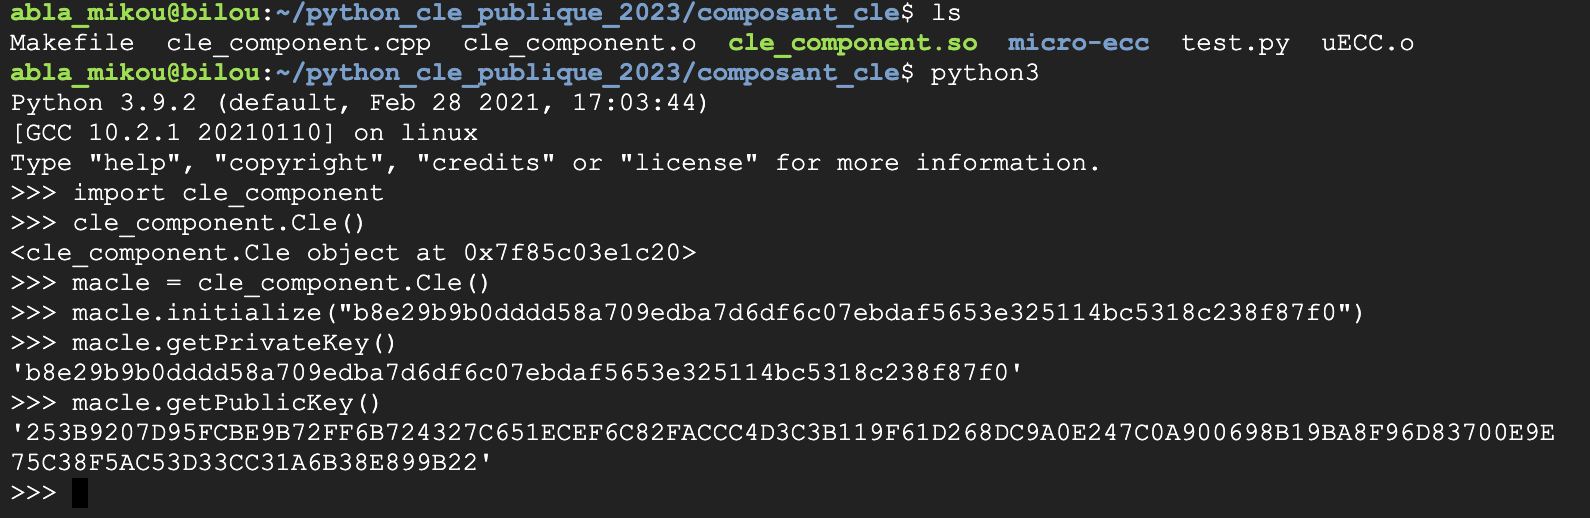 abla_mikou@bilou:~/python_cle_publique_2023/composant_cle$ ls
Makefile  cle_component.cpp  cle_component.o  cle_component.so  micro-ecc  test.py  uECC.o
abla_mikou@bilou:~/python_cle_publique_2023/composant_cle$ python3
Python 3.9.2 (default, Feb 28 2021, 17:03:44)
[GCC 10.2.1 20210110] on linux
Type "help", "copyright", "credits" or "license" for more information.
>>> import cle_component
>>> cle_component.Cle()
<cle_component.Cle object at 0x7f85c03e1c20>
>>> macle = cle_component.Cle()
>>> macle.initialize("b8e29b9b0dddd58a709edba7d6df6c07ebdaf5653e325114bc5318c238f87f0")
>>> macle.getPrivateKey()
'b8e29b9b0dddd58a709edba7d6df6c07ebdaf5653e325114bc5318c238f87f0'
>>> macle.getPublicKey()
'253B9207D95FCBE9B72FF6B724327C651ECEF6C82FACCC4D3C3B119F61D268DC9A0E247C0A900698B19BA8F96D83700E9E
75C38F5AC53D33CC31A6B38E899B22'
>>>